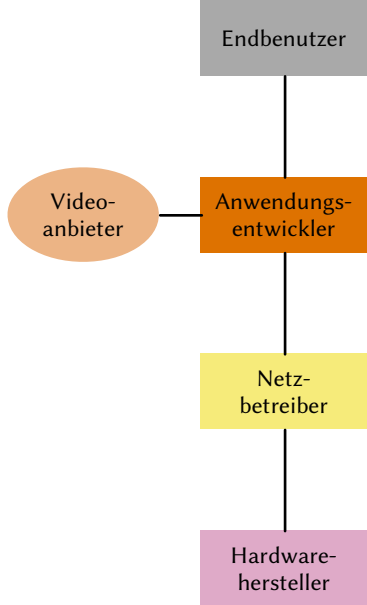 Endbenutzer
Video-
anbieter
Anwendungs-
entwickler
Netz-
betreiber
Hardware-
hersteller